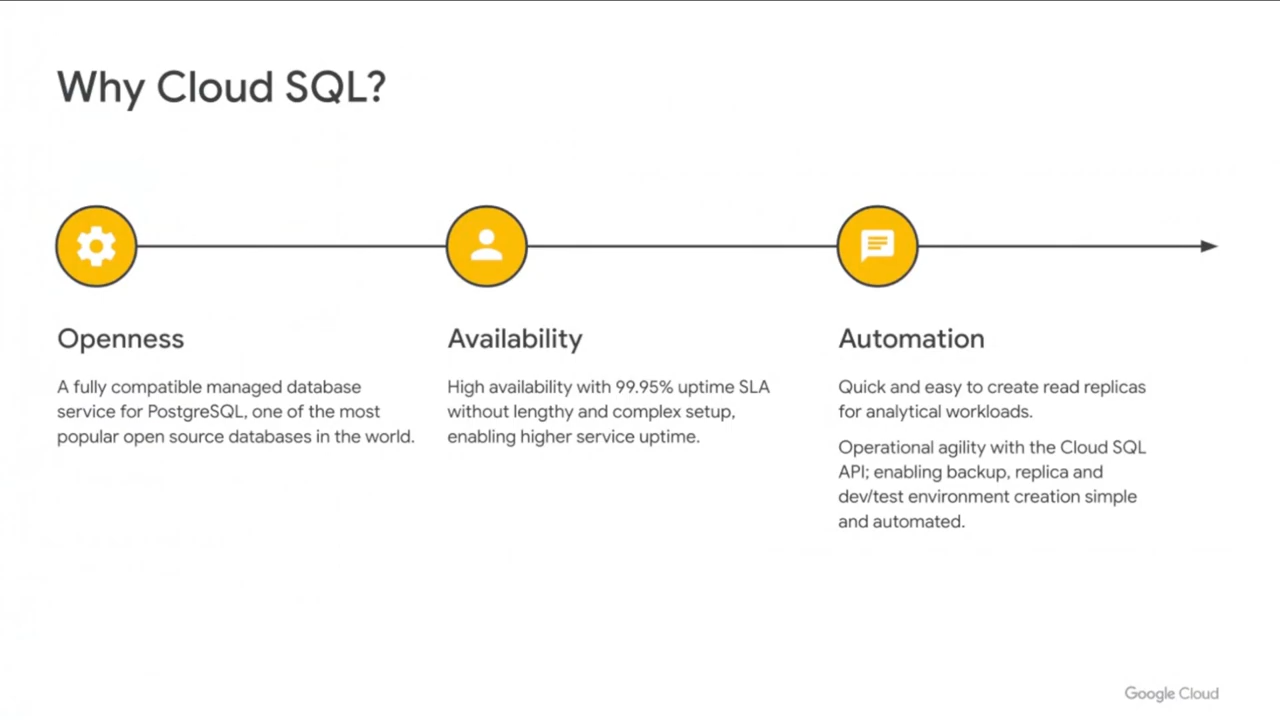 Why Cloud SQL?
Openness
A fully compatible managed database
service for PostgreSQL, one of the most
popular open source databases in the world.
Availability
High availability with 99.95% uptime SLA
without lengthy and complex setup,
enabling higher service uptime.
Automation
Quick and easy to create read replicas
for analytical workloads.
Operational agility with the Cloud SQL
API; enabling backup, replica and
dev/test environment creation simple
and automated.
Google Cloud